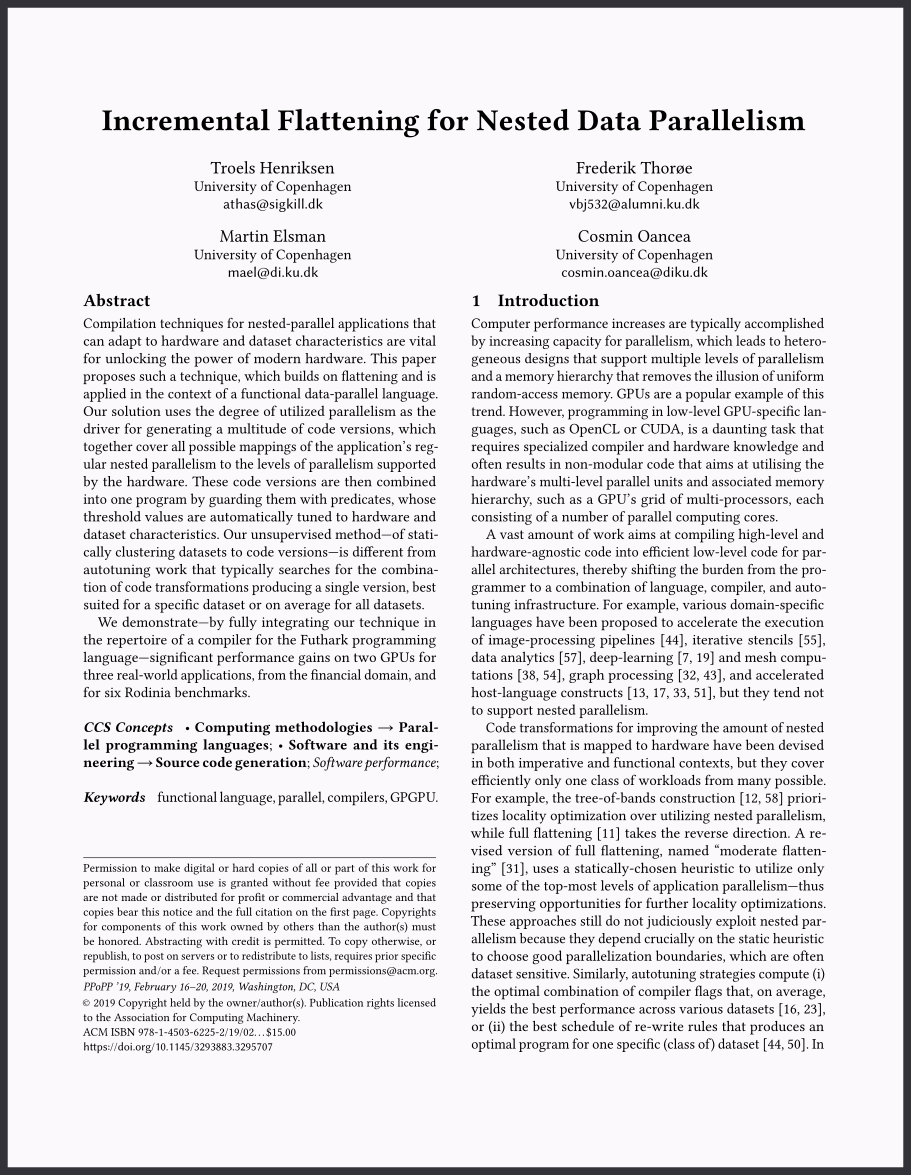 Incremental Flattening for Nested Data Parallelism
Troels Henriksen
University of Copenhagen
athas@sigkill.dk
Frederik Thorøe
University of Copenhagen
vbj532@alumni.ku.dk
Martin Elsman
University of Copenhagen
mael@di.ku.dk
Cosmin Oancea
University of Copenhagen
cosmin.oancea@diku.dk
Abstract
Compilation techniques for nested-parallel applications that
can adapt to hardware and dataset characteristics are vital
for unlocking the power of modern hardware. This paper
proposes such a technique, which builds on flattening and is
applied in the context of a functional data-parallel language.
Our solution uses the degree of utilized parallelism as the
driver for generating a multitude of code versions, which
together cover all possible mappings of the application's reg-
ular nested parallelism to the levels of parallelism supported
by the hardware. These code versions are then combined
into one program by guarding them with predicates, whose
threshold values are automatically tuned to hardware and
dataset characteristics. Our unsupervised method—of stati-
cally clustering datasets to code versions—is different from
autotuning work that typically searches for the combina-
tion of code transformations producing a single version, best
suited for a specific dataset or on average for all datasets.
We demonstrate—by fully integrating our technique in
the repertoire of a compiler for the Futhark programming
language—significant performance gains on two GPUs for
three real-world applications, from the financial domain, and
for six Rodinia benchmarks.
CCS Concepts • Computing methodologies → Paral-
lel programming languages; • Software and its engi-
neering → Source code generation; Software performance;
Keywords functional language, parallel, compilers, GPGPU.
Permission to make digital or hard copies of all or part of this work for
personal or classroom use is granted without fee provided that copies
are not made or distributed for profit or commercial advantage and that
copies bear this notice and the full citation on the first page. Copyrights
for components of this work owned by others than the author(s) must
be honored. Abstracting with credit is permitted. To copy otherwise, or
republish, to post on servers or to redistribute to lists, requires prior specific
permission and/or a fee. Request permissions from permissions@acm.org.
PPoPP '19, February 16–20, 2019, Washington, DC, USA
© 2019 Copyright held by the owner/author(s). Publication rights licensed
to the Association for Computing Machinery.
ACM ISBN 978-1-4503-6225-2/19/02...$15.00
https://doi.org/10.1145/3293883.3295707
1 Introduction
Computer performance increases are typically accomplished
by increasing capacity for parallelism, which leads to hetero-
geneous designs that support multiple levels of parallelism
and a memory hierarchy that removes the illusion of uniform
random-access memory. GPUs are a popular example of this
trend. However, programming in low-level GPU-specific lan-
guages, such as OpenCL or CUDA, is a daunting task that
requires specialized compiler and hardware knowledge and
often results in non-modular code that aims at utilising the
hardware's multi-level parallel units and associated memory
hierarchy, such as a GPU's grid of multi-processors, each
consisting of a number of parallel computing cores.
A vast amount of work aims at compiling high-level and
hardware-agnostic code into efficient low-level code for par-
allel architectures, thereby shifting the burden from the pro-
grammer to a combination of language, compiler, and auto-
tuning infrastructure. For example, various domain-specific
languages have been proposed to accelerate the execution
of image-processing pipelines [44], iterative stencils [55],
data analytics [57], deep-learning [7, 19] and mesh compu-
tations [38, 54], graph processing [32, 43], and accelerated
host-language constructs [13, 17, 33, 51], but they tend not
to support nested parallelism.
Code transformations for improving the amount of nested
parallelism that is mapped to hardware have been devised
in both imperative and functional contexts, but they cover
efficiently only one class of workloads from many possible.
For example, the tree-of-bands construction [12, 58] priori-
tizes locality optimization over utilizing nested parallelism,
while full flattening [11] takes the reverse direction. A re-
vised version of full flattening, named “moderate flatten-
ing” [31], uses a statically-chosen heuristic to utilize only
some of the top-most levels of application parallelism—thus
preserving opportunities for further locality optimizations.
These approaches still do not judiciously exploit nested par-
allelism because they depend crucially on the static heuristic
to choose good parallelization boundaries, which are often
dataset sensitive. Similarly, autotuning strategies compute (i)
the optimal combination of compiler flags that, on average,
yields the best performance across various datasets [16, 23],
or (ii) the best schedule of re-write rules that produces an
optimal program for one specific (class of) dataset [44, 50]. In